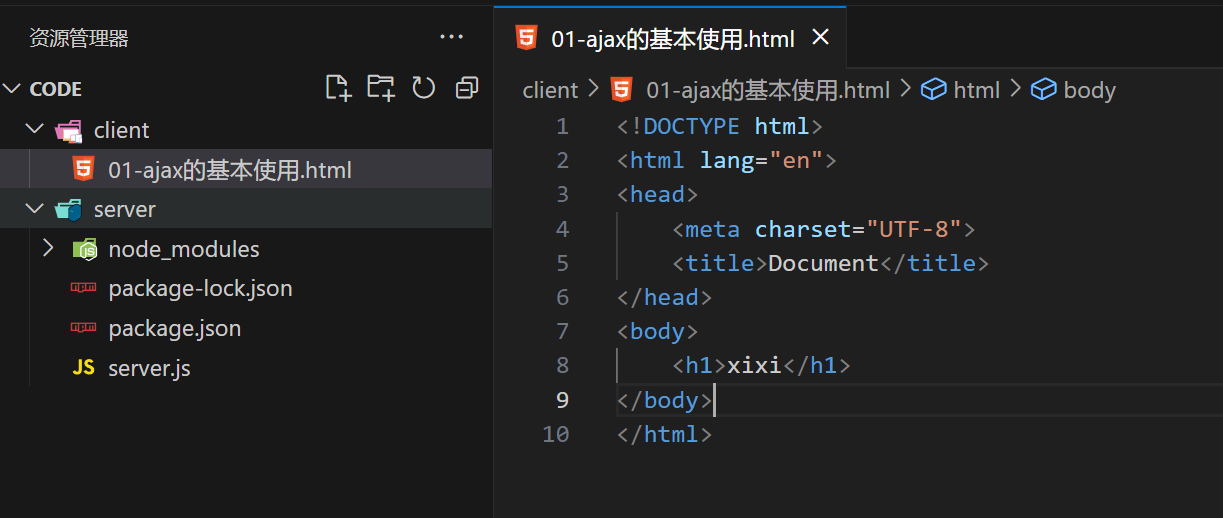 资源管理器 ···
CODE
client
01-ajax的基本使用.html
server
node_modules
package-lock.json
package.json
JS server.js
01-ajax的基本使用.html ×
client > 01-ajax的基本使用.html > html > body
1 <!DOCTYPE html>
2 <html lang="en">
3 <head>
4 <meta charset="UTF-8">
5 <title>Document</title>
6 </head>
7 <body>
8 <h1>xixi</h1>
9 </body>
10 </html>